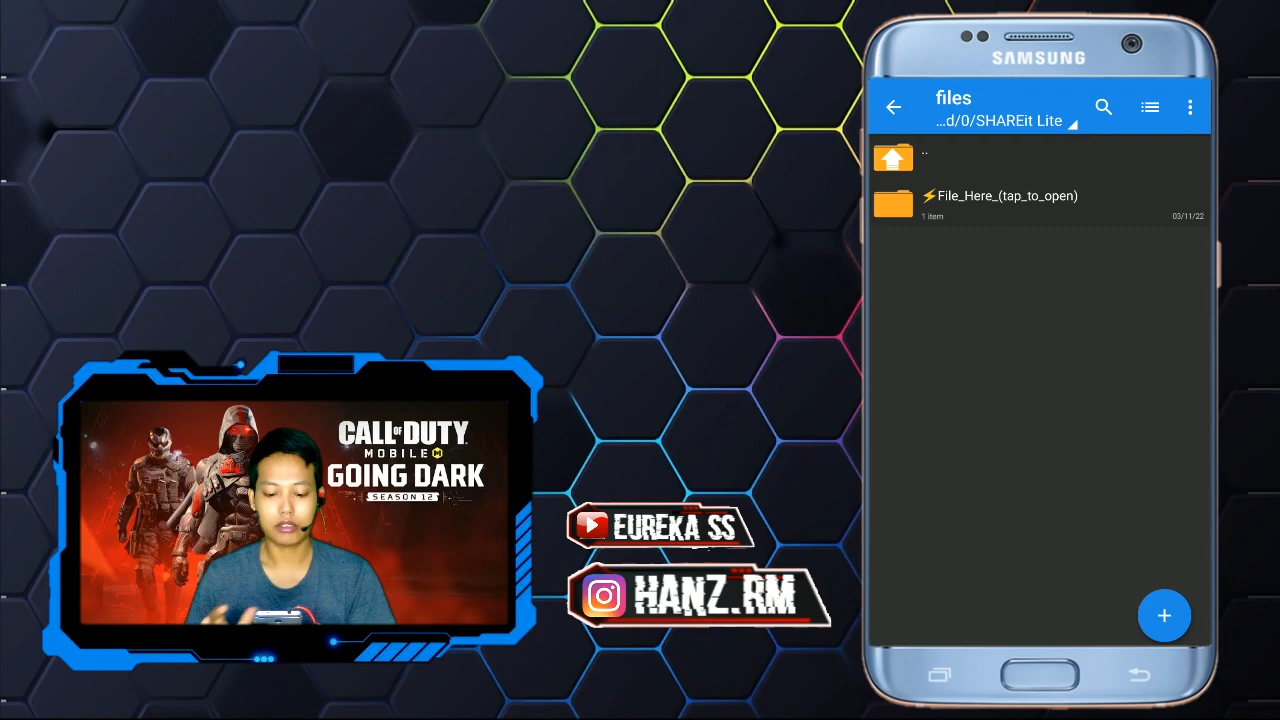 CALL OF DUTY
MOBILE
GOING DARK
SEASON 12
EUREKA SS
HANZ.RM
SAMSUNG
files
...d/0/SHAREit Lite
..
⚡File_Here_(tap_to_open)
1 item
03/11/22